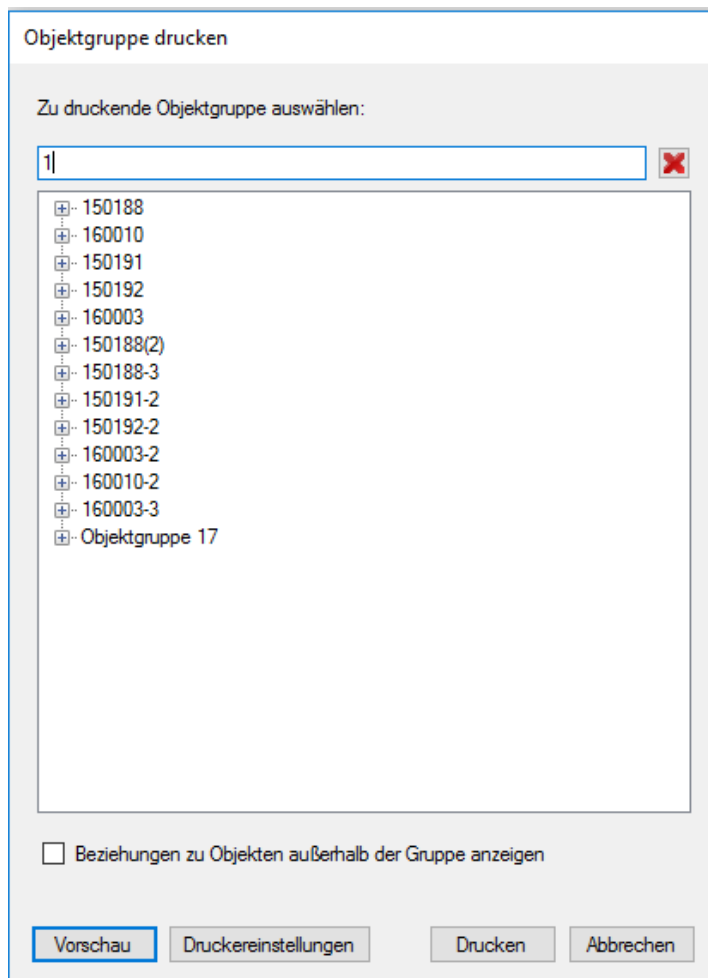 Objektgruppe drucken
Zu druckende Objektgruppe auswählen:
1
150188
160010
150191
150192
160003
150188(2)
150188-3
150191-2
150192-2
160003-2
160010-2
160003-3
Objektgruppe 17
Beziehungen zu Objekten außerhalb der Gruppe anzeigen
Vorschau Druckereinstellungen Drucken Abbrechen